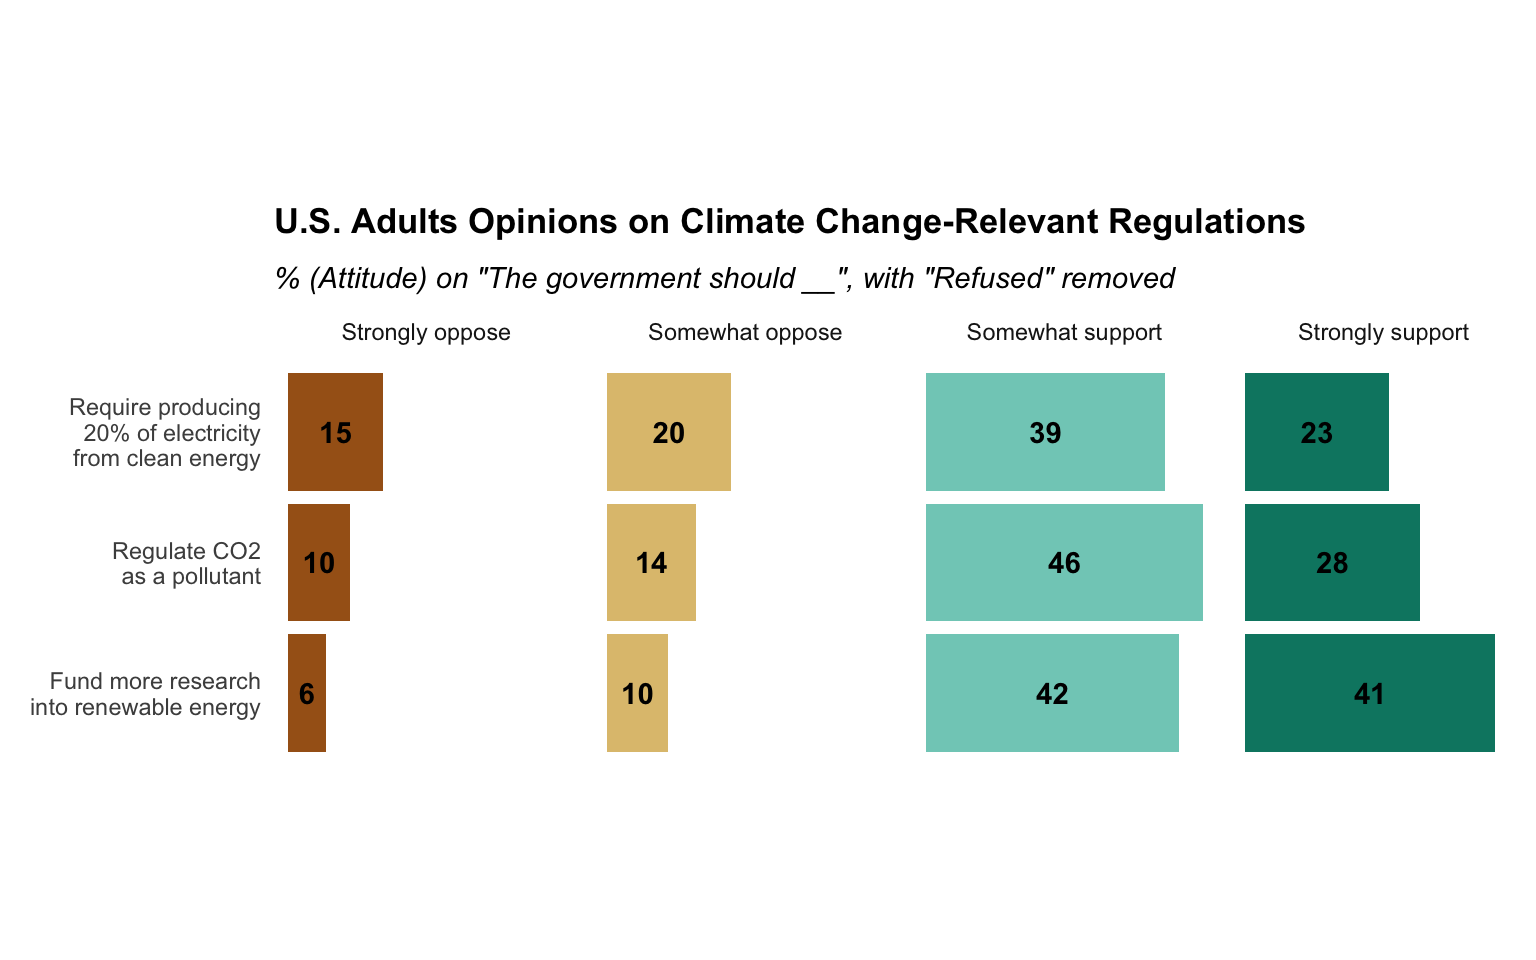 U.S. Adults Opinions on Climate Change-Relevant Regulations
% (Attitude) on "The government should __", with "Refused" removed
Strongly oppose
Somewhat oppose
Somewhat support
Strongly support
Require producing
20% of electricity
from clean energy
15
20
39
23
Regulate CO2
as a pollutant
10
14
46
28
Fund more research
into renewable energy
6
10
42
41